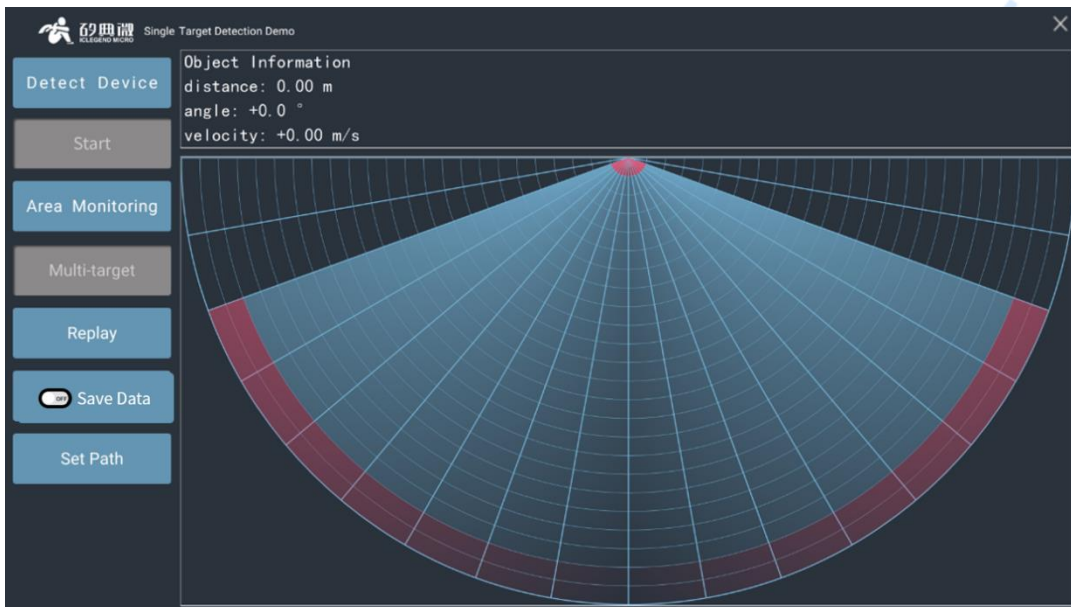 矽典微
ICLEGEND MICRO
Single Target Detection Demo
Detect Device
Start
Area Monitoring
Multi-target
Replay
OFF Save Data
Set Path
Object Information
distance: 0.00 m
angle: +0.0 °
velocity: +0.00 m/s